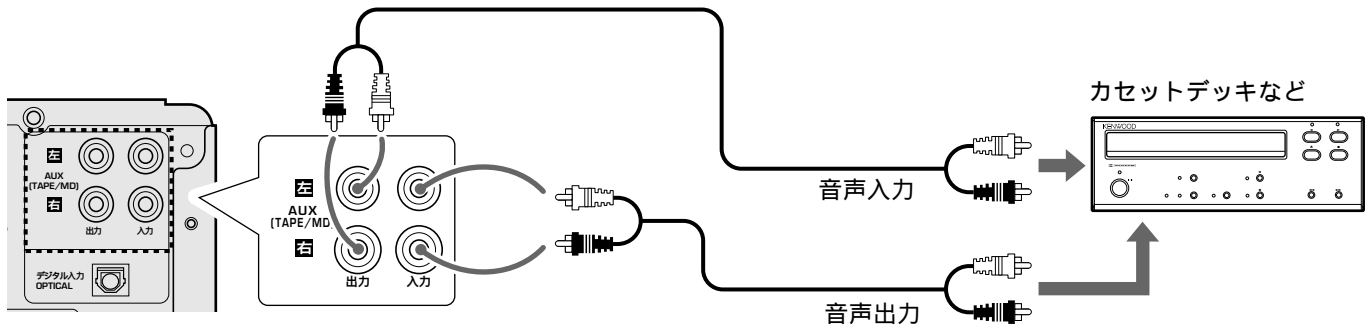 カセットデッキなど
KENWOOD
左
AUX
(TAPE/MD)
右
出力 入力
デジタル入力
OPTICAL
左
AUX
(TAPE/MD)
右
出力 入力
音声入力
音声出力